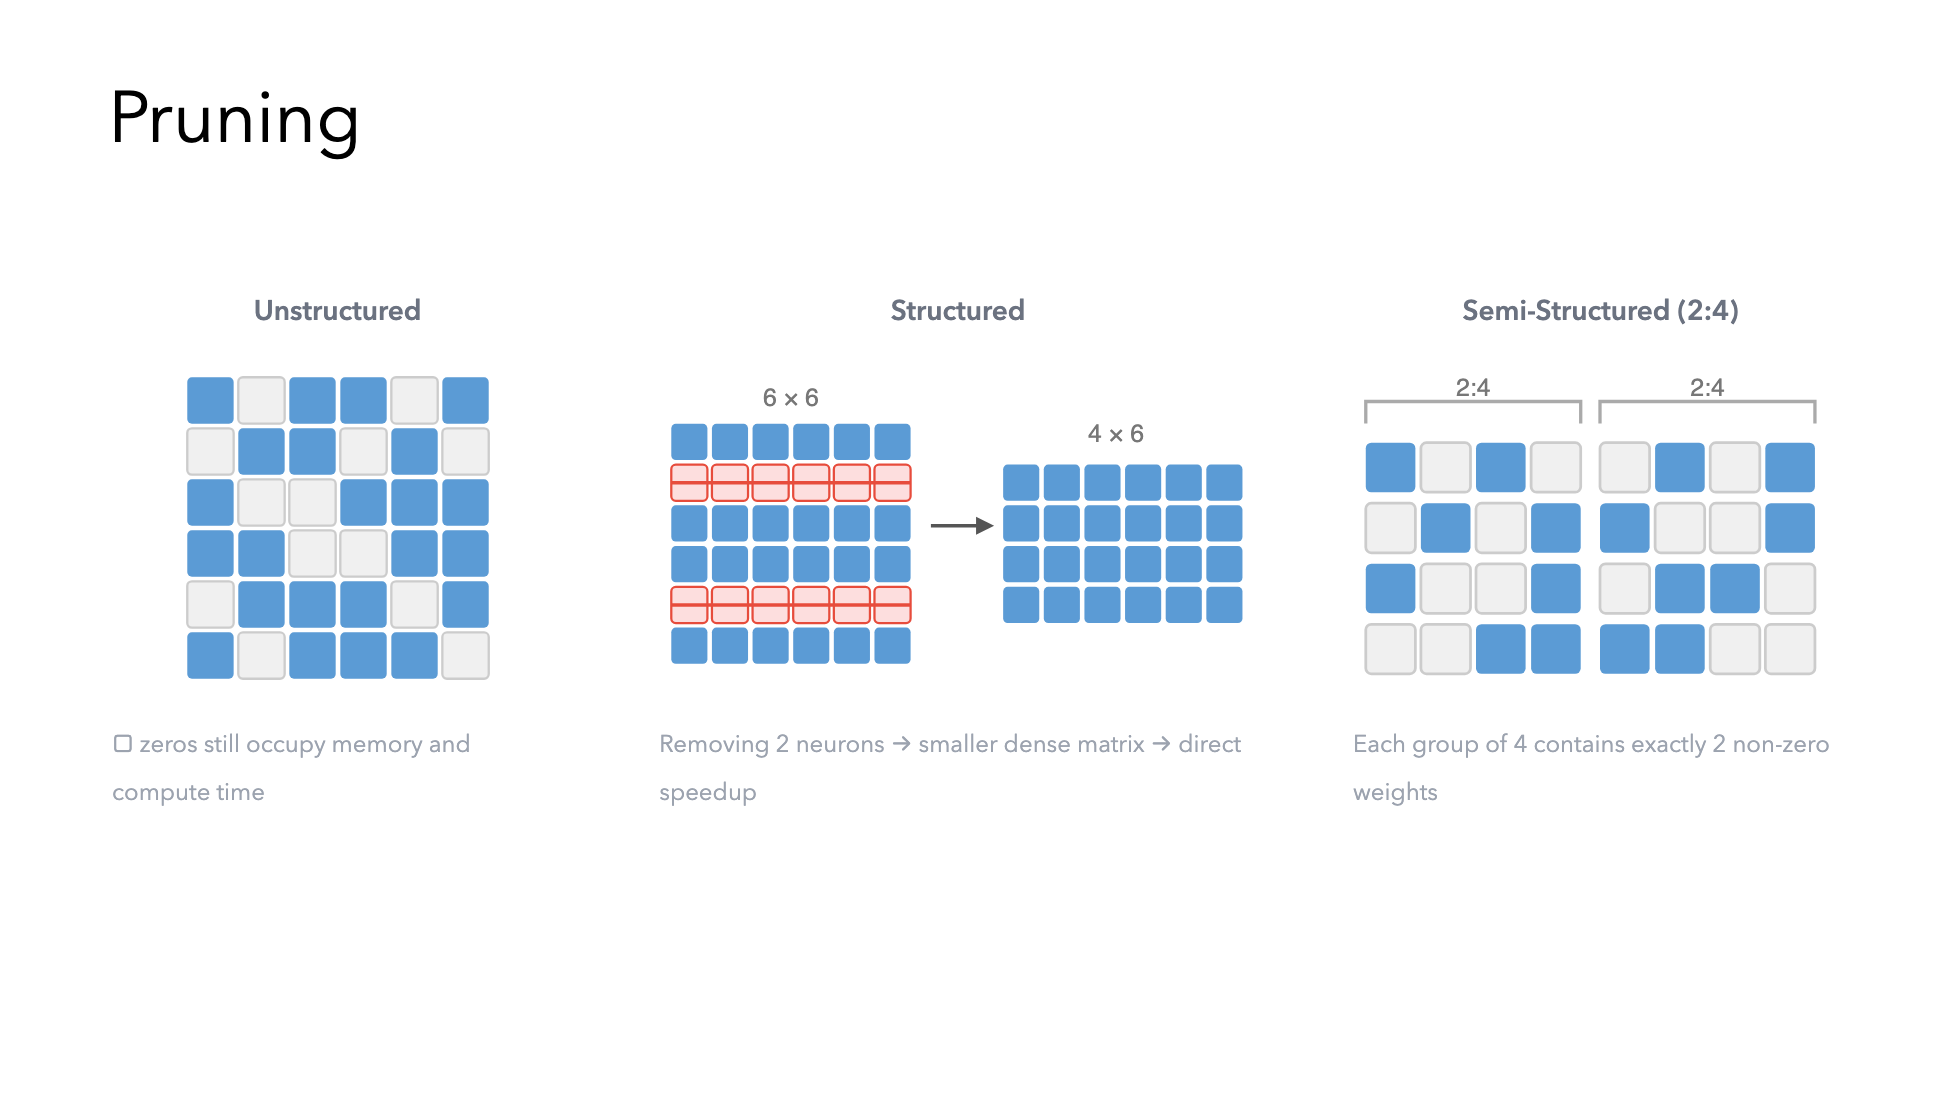 Pruning
Unstructured
☐ zeros still occupy memory and
compute time
Structured
6 × 6
4 × 6
Removing 2 neurons → smaller dense matrix → direct
speedup
Semi-Structured (2:4)
2:4 2:4
Each group of 4 contains exactly 2 non-zero
weights